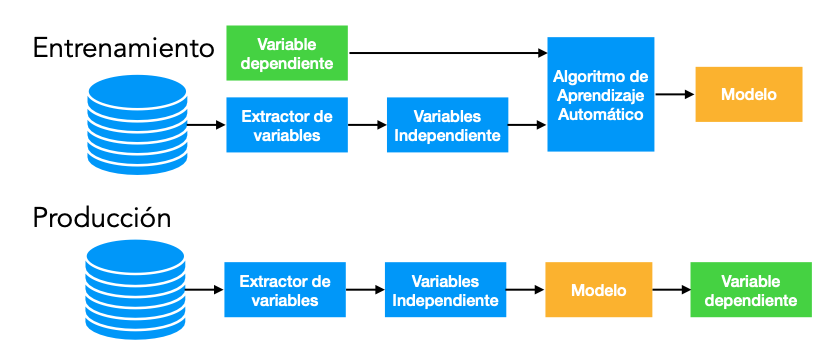 Entrenamiento
Variable
dependiente
Extractor de
variables
Variables
Independiente
Algoritmo de
Aprendizaje
Automático
Modelo
Producción
Extractor de
variables
Variables
Independiente
Modelo
Variable
dependiente